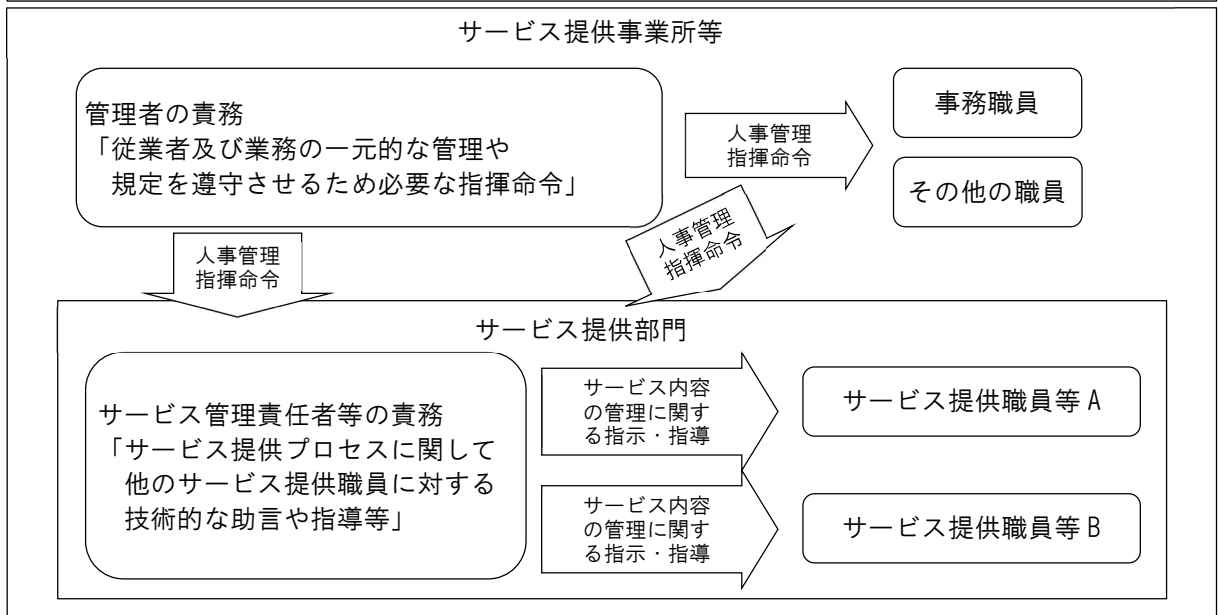 サービス提供事業所等
管理者の責務
「従業者及び業務の一元的な管理や
規定を遵守させるため必要な指揮命令」
人事管理
指揮命令
事務職員
その他の職員
人事管理
指揮命令
人事管理
指揮命令
サービス提供部門
サービス管理責任者等の責務
「サービス提供プロセスに関して
他のサービス提供職員に対する
技術的な助言や指導等」
サービス内容
の管理に関す
る指示・指導
サービス提供職員等 A
サービス内容
の管理に関す
る指示・指導
サービス提供職員等 B